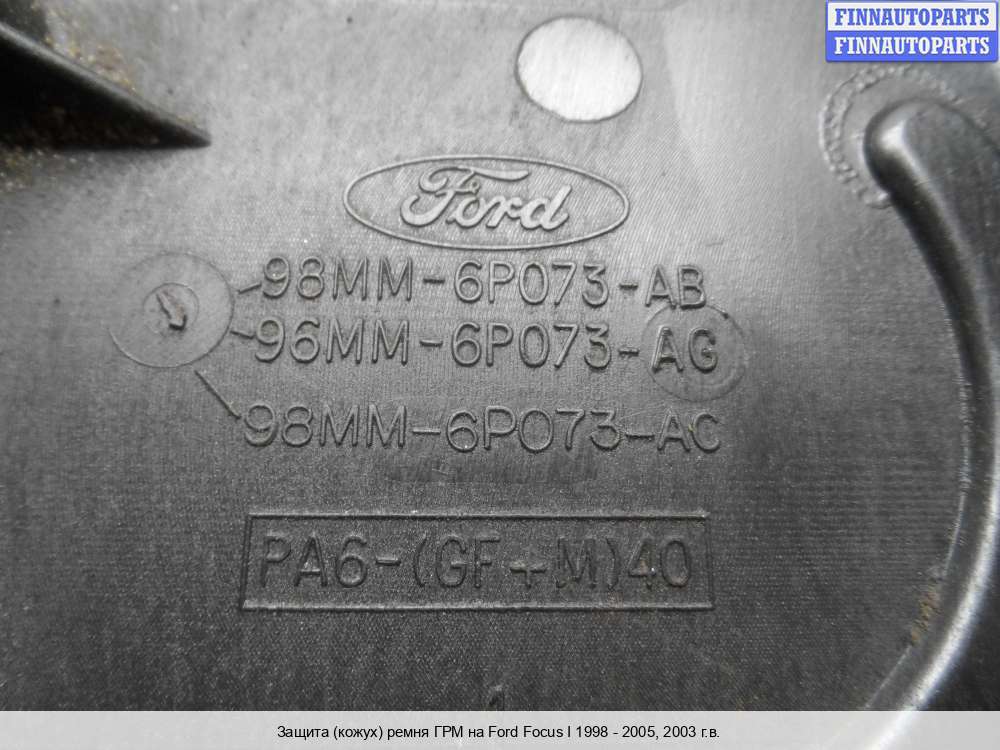 FINNAUTOPARTS
FINNAUTOPARTS
Ford
98MM-6P073-AB
96MM-6P073-AG
98MM-6P073-AC
PA6-(GF+M)40
Защита (кожух) ремня ГРМ на Ford Focus I 1998 - 2005, 2003 г.в.